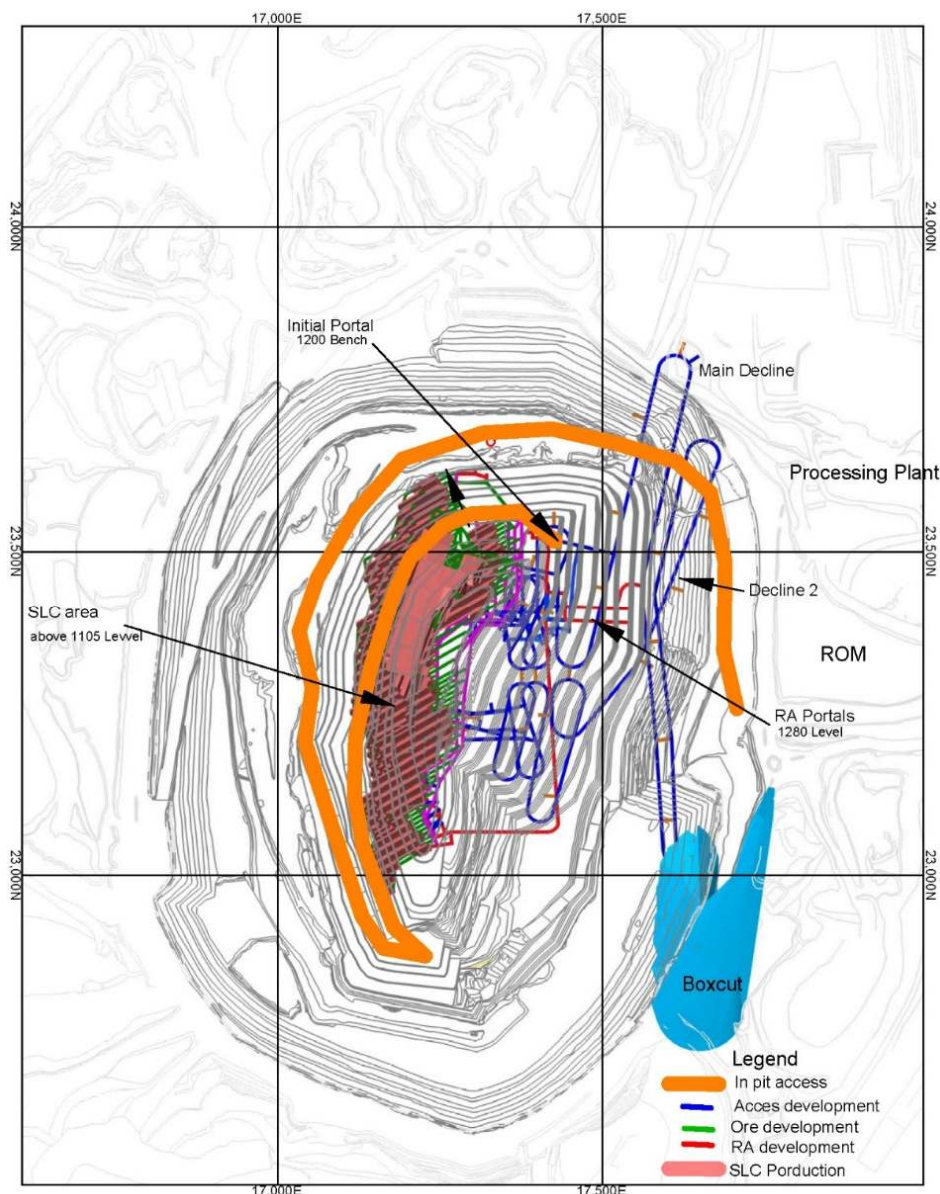 17,000E
17,500E
24,000N
24,000N
Initial Portal
1200 Bench
Main Decline
Processing Plant
23,500N
23,500N
Decline 2
SLC area
above 1105 Levvel
ROM
RA Portals
1280 Level
23,000N
23,000N
Boxcut
Legend
In pit access
Acces development
Ore development
RA development
SLC Porduction
17,000E
17,500E